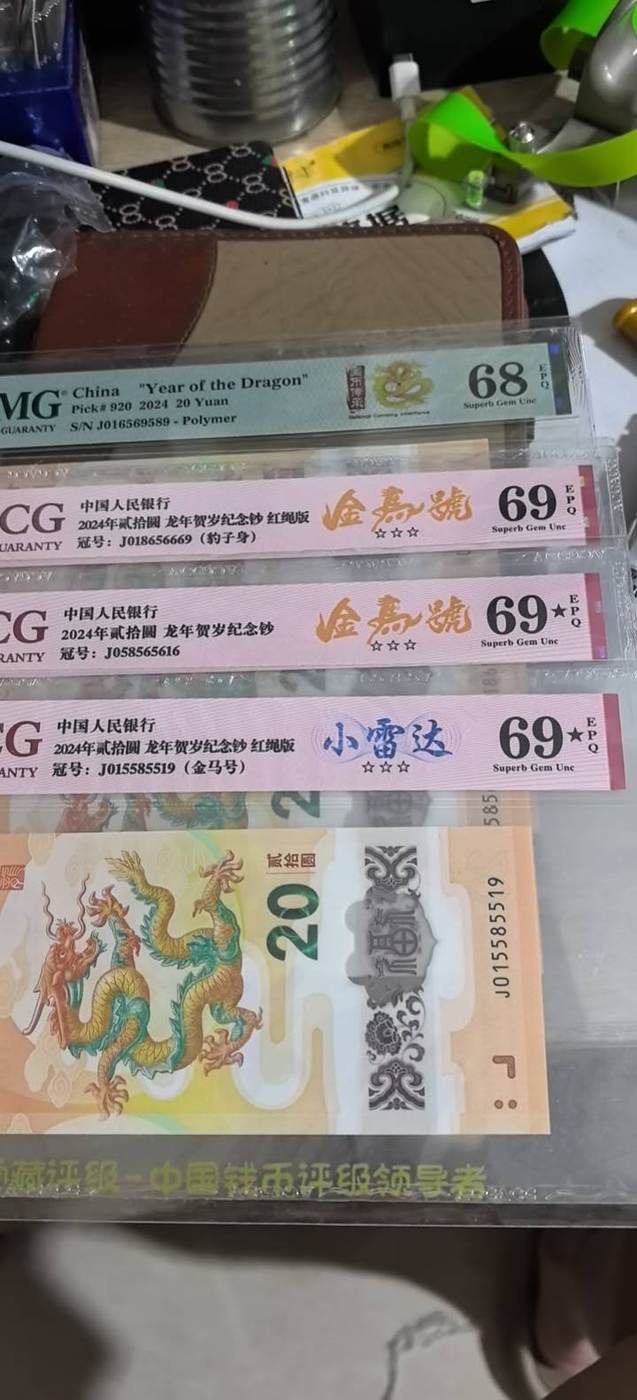 MG China "Year of the Dragon"
Pick# 920 2024 20 Yuan
GUARANTY S/N J016569589 - Polymer
68
EPQ
Superb Gem Unc
CG
UARANTY
中国人民银行
2024年贰拾圆 龙年贺岁纪念钞 红绳版
冠号：J018656669（豹子身）
金馬號
☆☆☆
69
EPQ
Superb Gem Unc
CG
RANTY
中国人民银行
2024年贰拾圆 龙年贺岁纪念钞
冠号：J058565616
金馬號
☆☆☆
69★
EPQ
Superb Gem Unc
CG
ANTY
中国人民银行
2024年贰拾圆 龙年贺岁纪念钞 红绳版
冠号：J015585519（金马号）
小雷达
☆☆☆
69★
EPQ
Superb Gem Unc
贰拾圆
20
福
J015585519
藏评级-中国钱币评级领导者